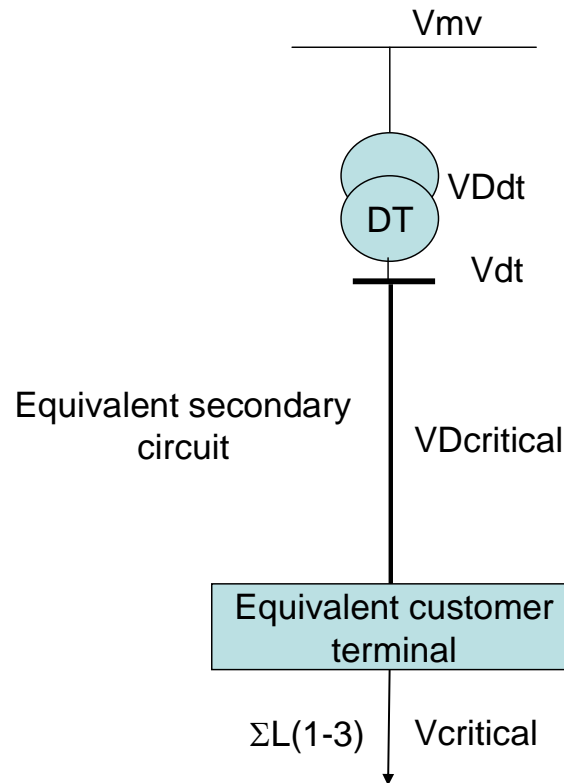 Vmv
VDdt
DT
Vdt
Equivalent secondary
circuit
VDcritical
Equivalent customer
terminal
ΣL(1-3)
Vcritical